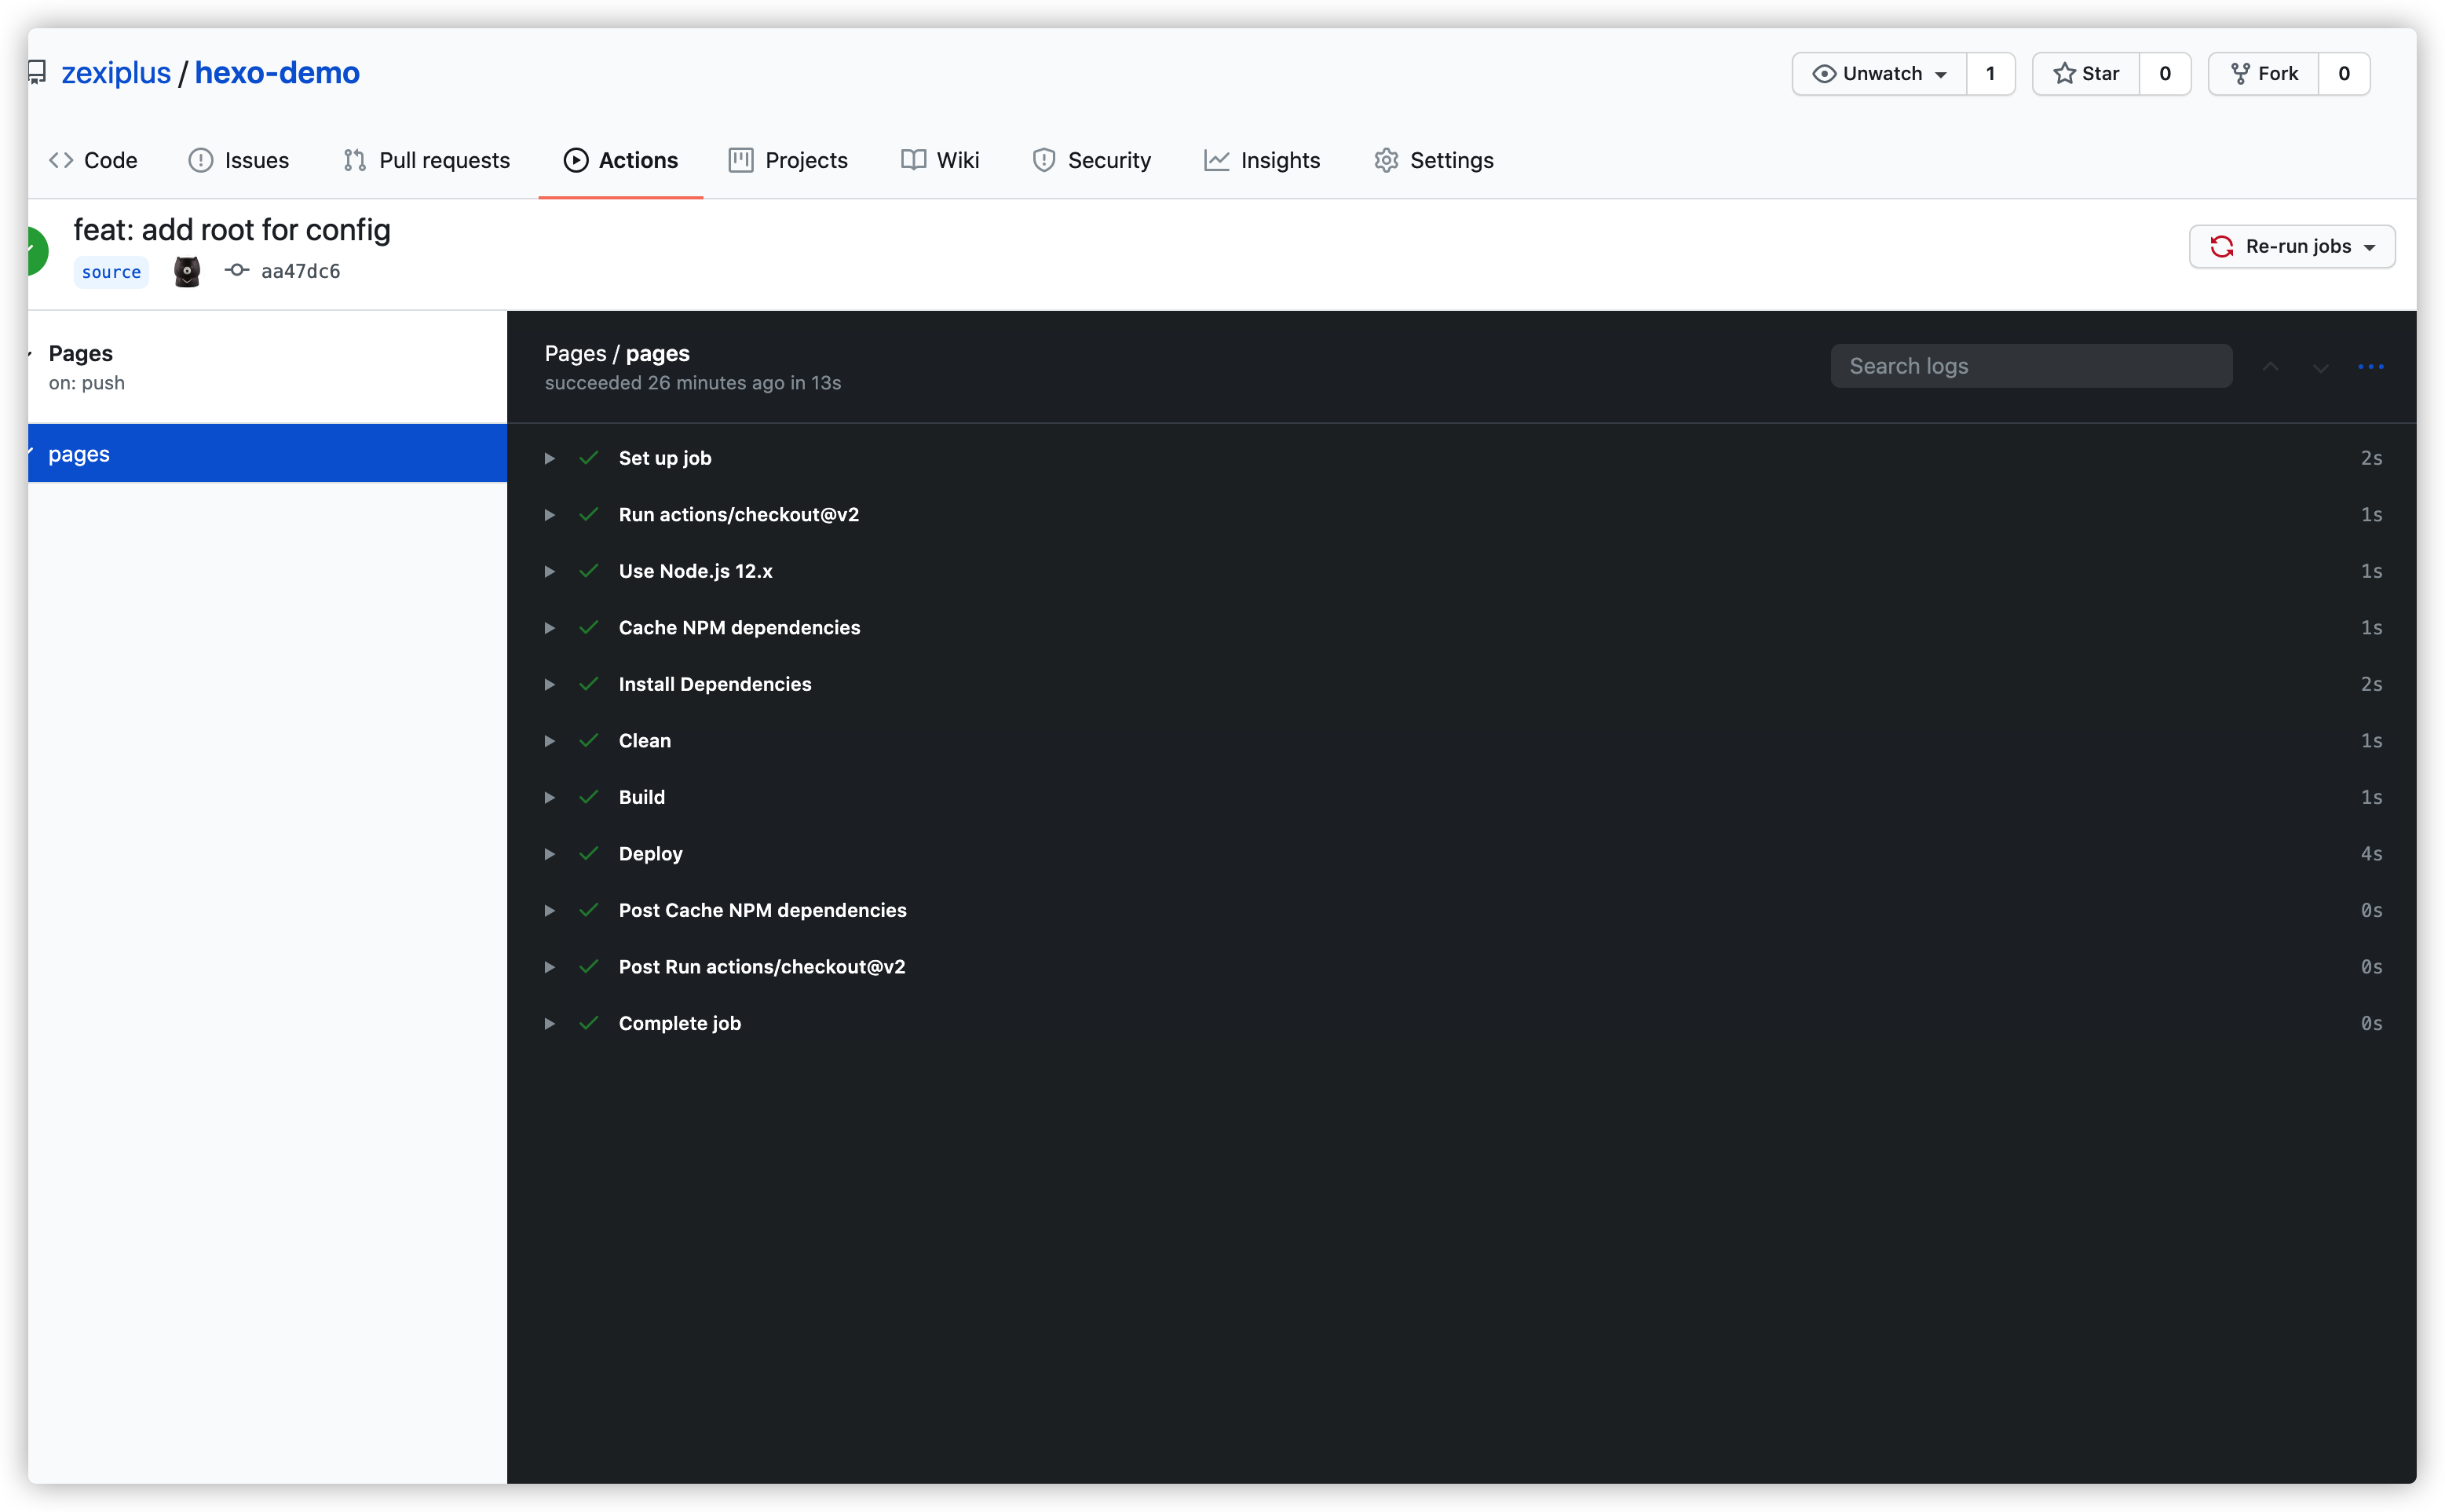 zexiplus / hexo-demo
Unwatch 1 Star 0 Fork 0
Code Issues Pull requests Actions Projects Wiki Security Insights Settings
feat: add root for config
source aa47dc6
Re-run jobs
Pages
on: push
pages
Pages / pages
succeeded 26 minutes ago in 13s
Search logs
Set up job 2s
Run actions/checkout@v2 1s
Use Node.js 12.x 1s
Cache NPM dependencies 1s
Install Dependencies 2s
Clean 1s
Build 1s
Deploy 4s
Post Cache NPM dependencies 0s
Post Run actions/checkout@v2 0s
Complete job 0s